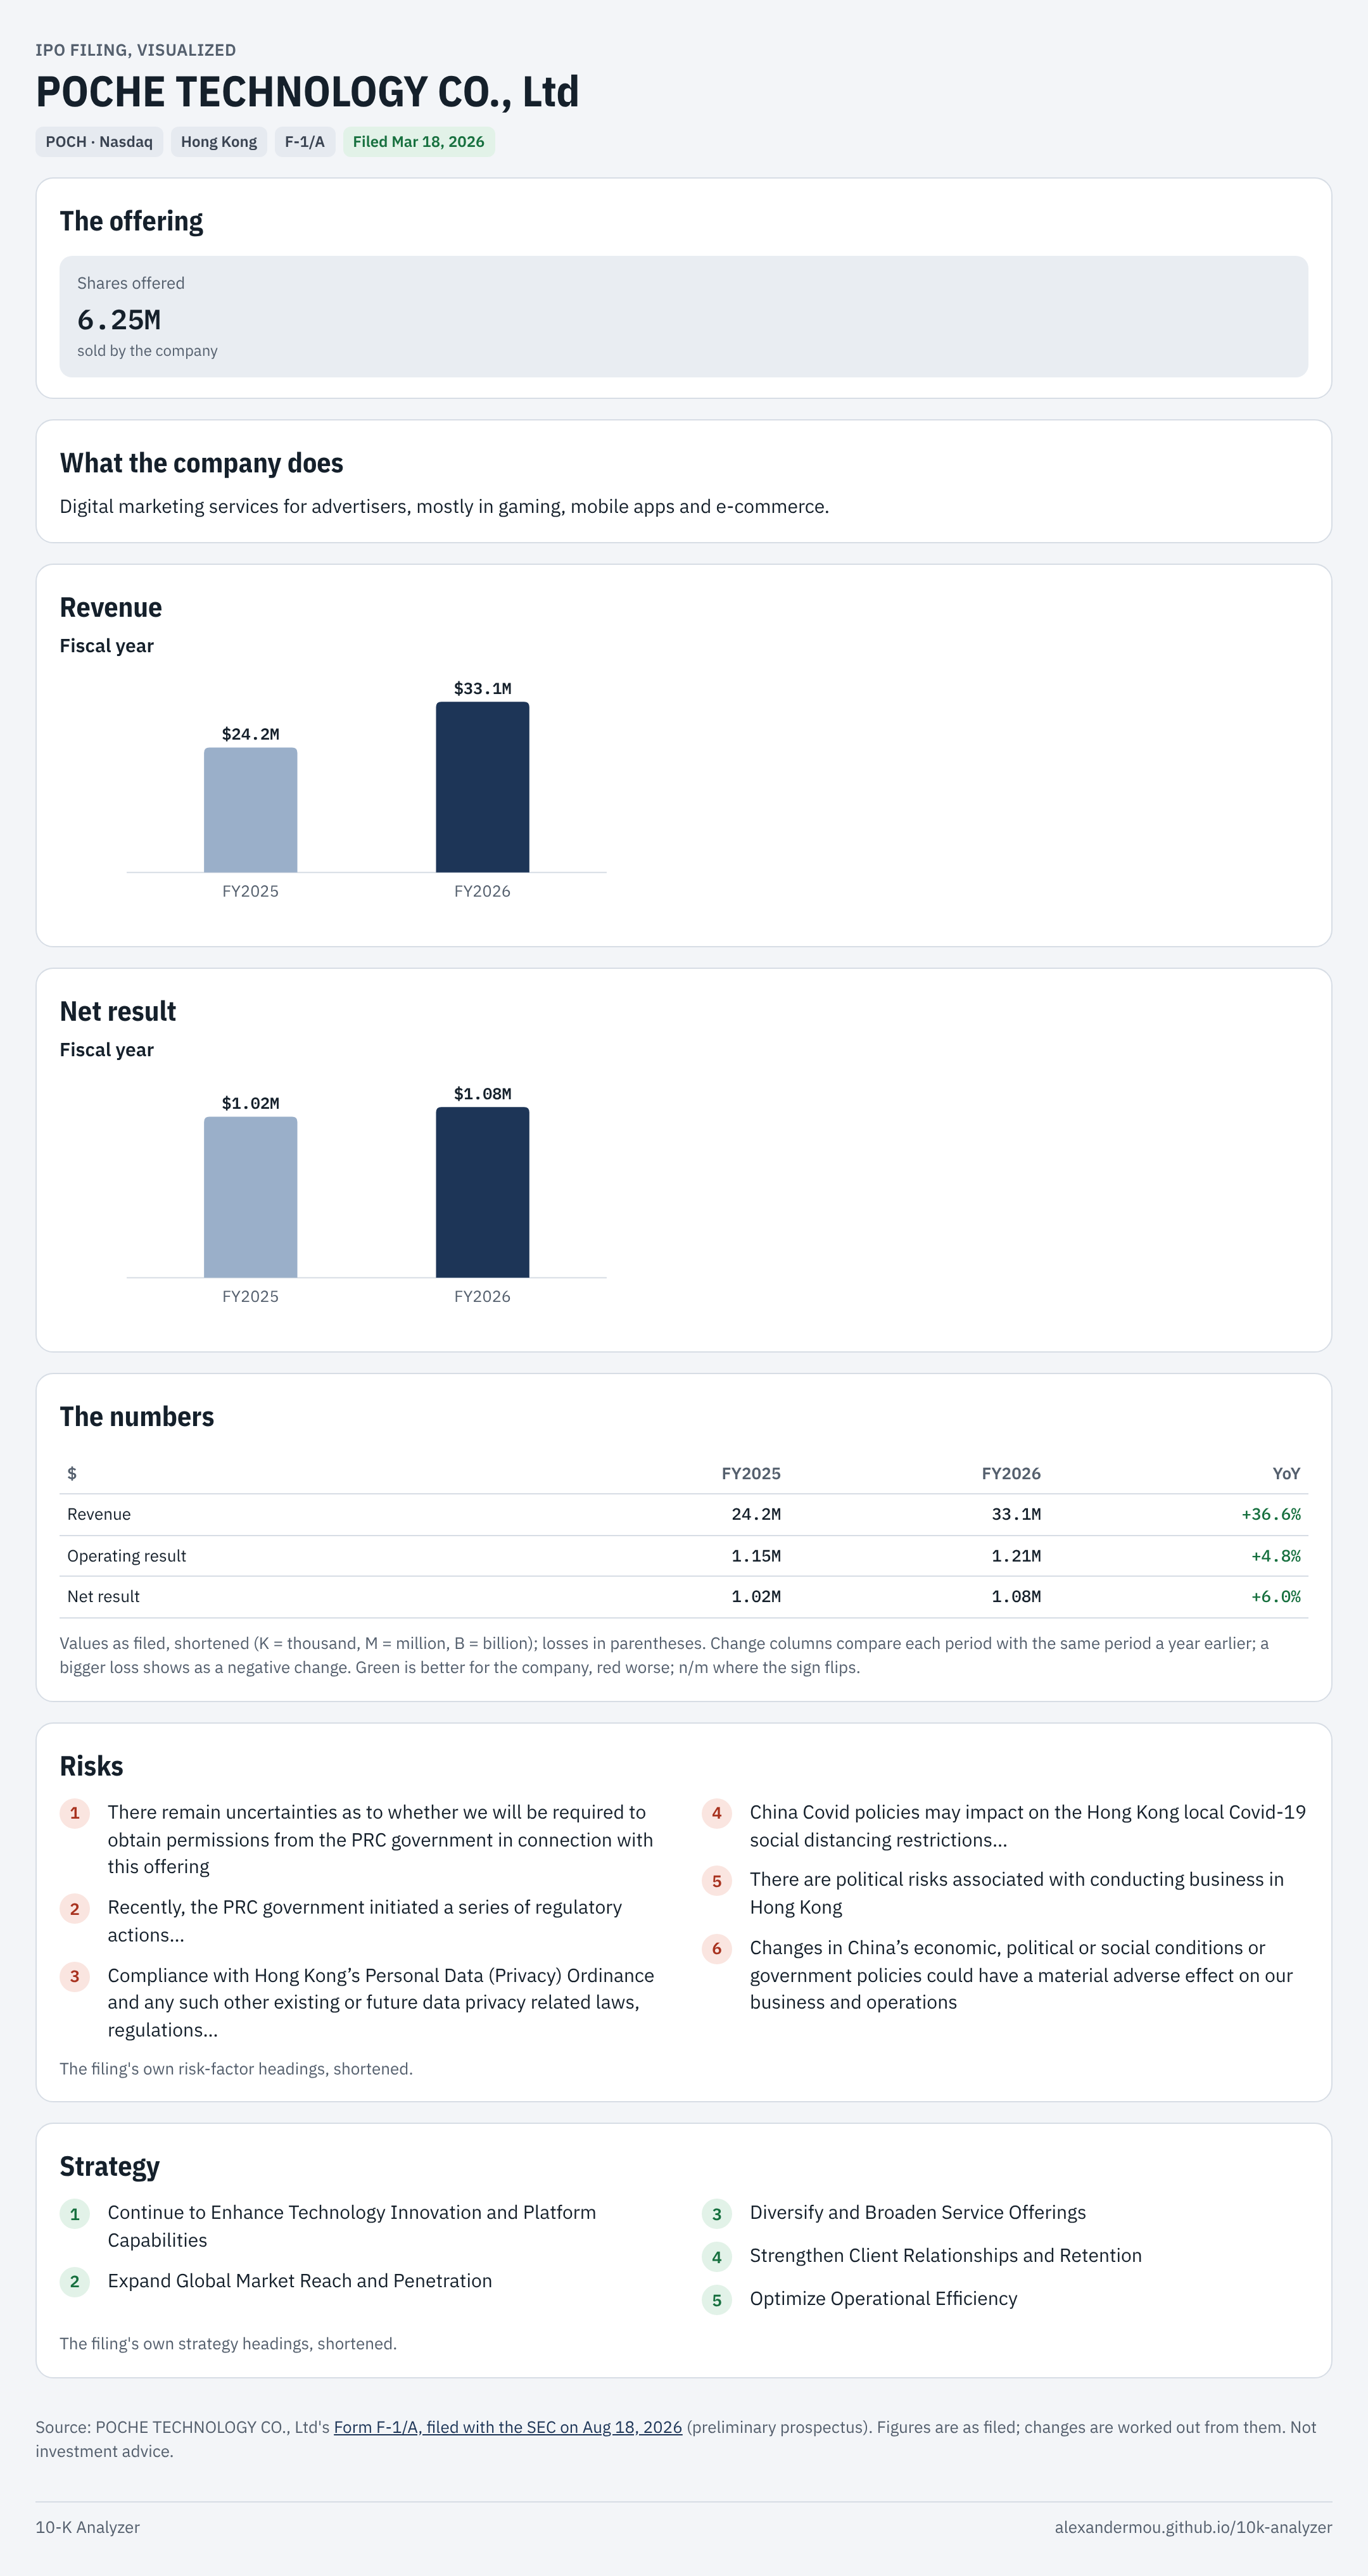 IPO FILING, VISUALIZED
POCHE TECHNOLOGY CO., Ltd
POCH · Nasdaq
Hong Kong
F-1/A
Filed Mar 18, 2026
The offering
Shares offered
6.25M
sold by the company
What the company does
Digital marketing services for advertisers, mostly in gaming, mobile apps and e-commerce.
Revenue
Fiscal year
$24.2M
$33.1M
FY2025
FY2026
Net result
Fiscal year
$1.02M
$1.08M
FY2025
FY2026
The numbers
$ FY2025 FY2026 YoY
Revenue 24.2M 33.1M +36.6%
Operating result 1.15M 1.21M +4.8%
Net result 1.02M 1.08M +6.0%
Values as filed, shortened (K = thousand, M = million, B = billion); losses in parentheses. Change columns compare each period with the same period a year earlier; a
bigger loss shows as a negative change. Green is better for the company, red worse; n/m where the sign flips.
Risks
1 There remain uncertainties as to whether we will be required to
obtain permissions from the PRC government in connection with
this offering
2 Recently, the PRC government initiated a series of regulatory
actions…
3 Compliance with Hong Kong’s Personal Data (Privacy) Ordinance
and any such other existing or future data privacy related laws,
regulations…
4 China Covid policies may impact on the Hong Kong local Covid-19
social distancing restrictions…
5 There are political risks associated with conducting business in
Hong Kong
6 Changes in China’s economic, political or social conditions or
government policies could have a material adverse effect on our
business and operations
The filing's own risk-factor headings, shortened.
Strategy
1 Continue to Enhance Technology Innovation and Platform
Capabilities
2 Expand Global Market Reach and Penetration
3 Diversify and Broaden Service Offerings
4 Strengthen Client Relationships and Retention
5 Optimize Operational Efficiency
The filing's own strategy headings, shortened.
Source: POCHE TECHNOLOGY CO., Ltd's Form F-1/A, filed with the SEC on Aug 18, 2026 (preliminary prospectus). Figures are as filed; changes are worked out from them. Not
investment advice.
10-K Analyzer
alexandermou.github.io/10k-analyzer